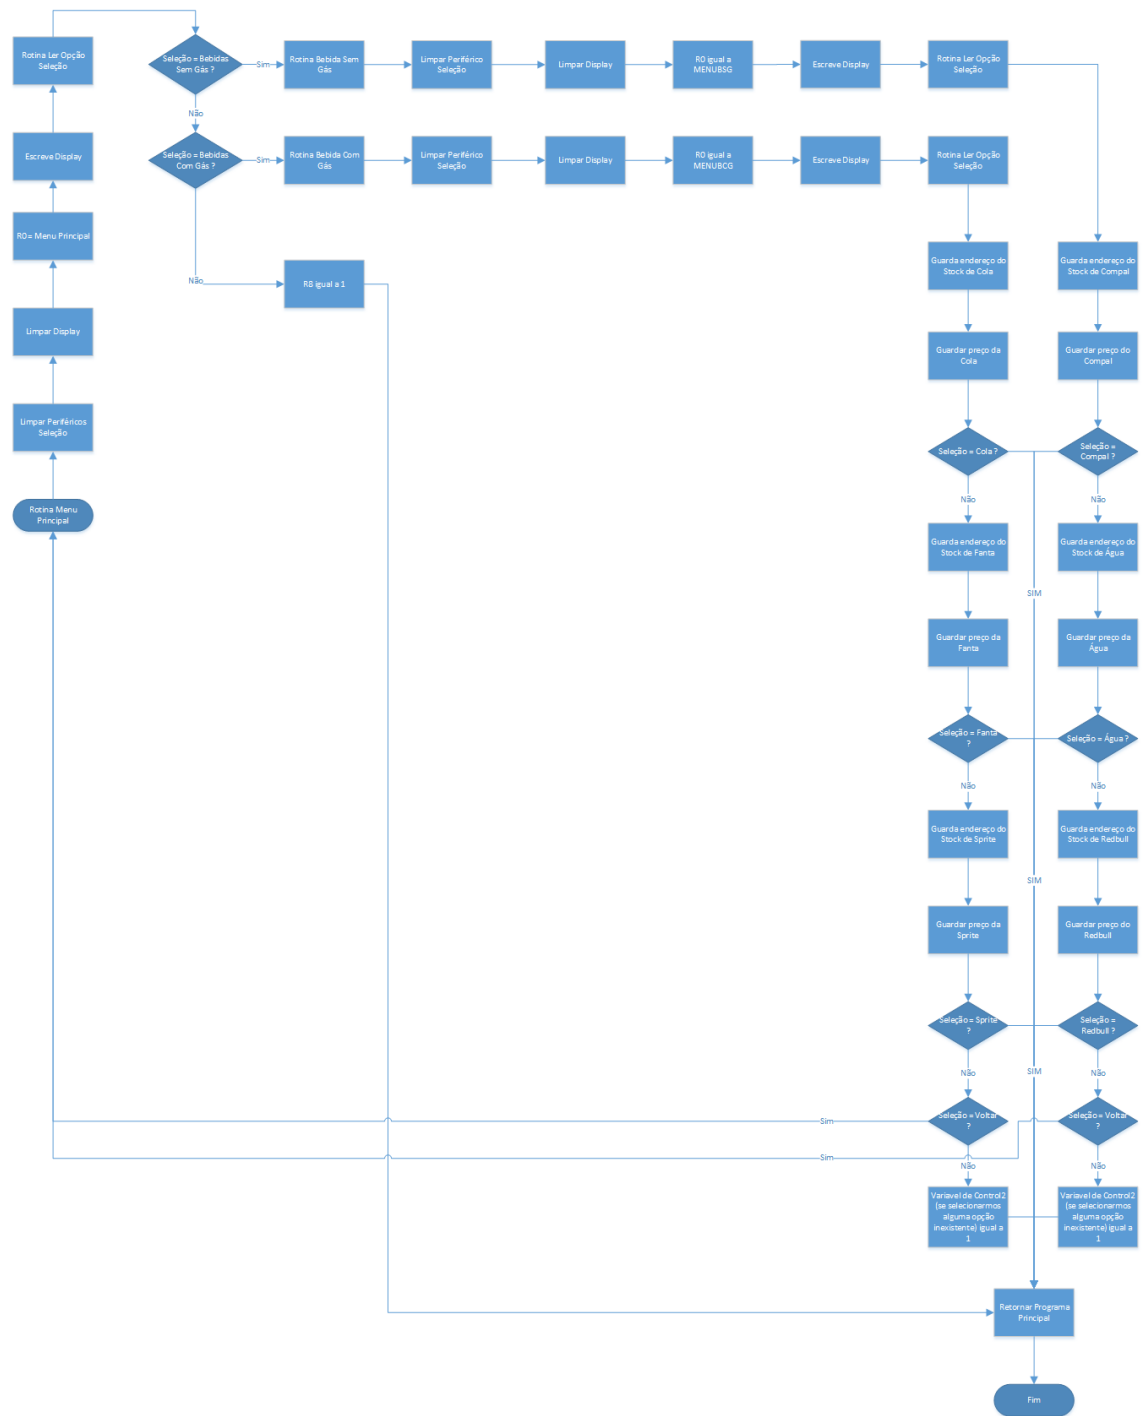 Rotina Ler Opção
Seleção
Seleção = Bebidas
Sem Gás ?
Sim
Rotina Bebida Sem
Gás
Limpar Periférico
Seleção
Limpar Display
R0 igual a
MENUBSG
Escreve Display
Rotina Ler Opção
Seleção
Não
Escreve Display
Seleção = Bebidas
Com Gás ?
Sim
Rotina Bebida Com
Gás
Limpar Periférico
Seleção
Limpar Display
R0 igual a
MENUBCG
Escreve Display
Rotina Ler Opção
Seleção
R0 = Menu Principal
Não
R8 igual a 1
Guarda endereço do
Stock de Cola
Guarda endereço do
Stock de Compal
Limpar Display
Guardar preço da
Cola
Guardar preço do
Compal
Limpar Periféricos
Seleção
Seleção = Cola ?
Seleção =
Compal ?
Rotina Menu
Principal
Não
Não
Guarda endereço do
Stock de Fanta
Guarda endereço do
Stock de Água
SIM
Guardar preço da
Fanta
Guardar preço da
Água
Seleção = Fanta
?
Seleção = Água ?
Não
Não
Guarda endereço do
Stock de Sprite
Guarda endereço do
Stock de Redbull
SIM
Guardar preço da
Sprite
Guardar preço do
Redbull
Seleção = Sprite
?
Seleção =
Redbull ?
Não
SIM
Não
Sim
Seleção = Voltar
?
Seleção = Voltar
?
Sim
Não
Não
Variavel de Control2
(se selecionarmos
alguma opção
inexistente) igual a
1
Variavel de Control2
(se selecionarmos
alguma opção
inexistente) igual a
1
Retornar Programa
Principal
Fim